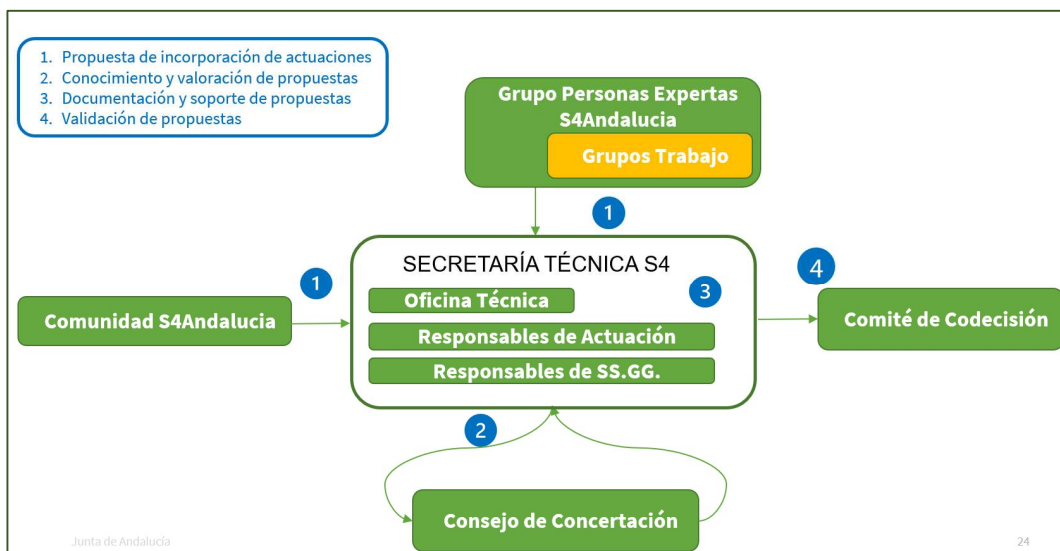 1. Propuesta de incorporación de actuaciones
2. Conocimiento y valoración de propuestas
3. Documentación y soporte de propuestas
4. Validación de propuestas
Grupo Personas Expertas
S4Andalucia
Grupos Trabajo
1
SECRETARÍA TÉCNICA S4
1
3
4
Oficina Técnica
Comunidad S4Andalucia
Responsables de Actuación
Comité de Codecisión
Responsables de SS.GG.
2
Consejo de Concertación
Junta de Andalucía
24